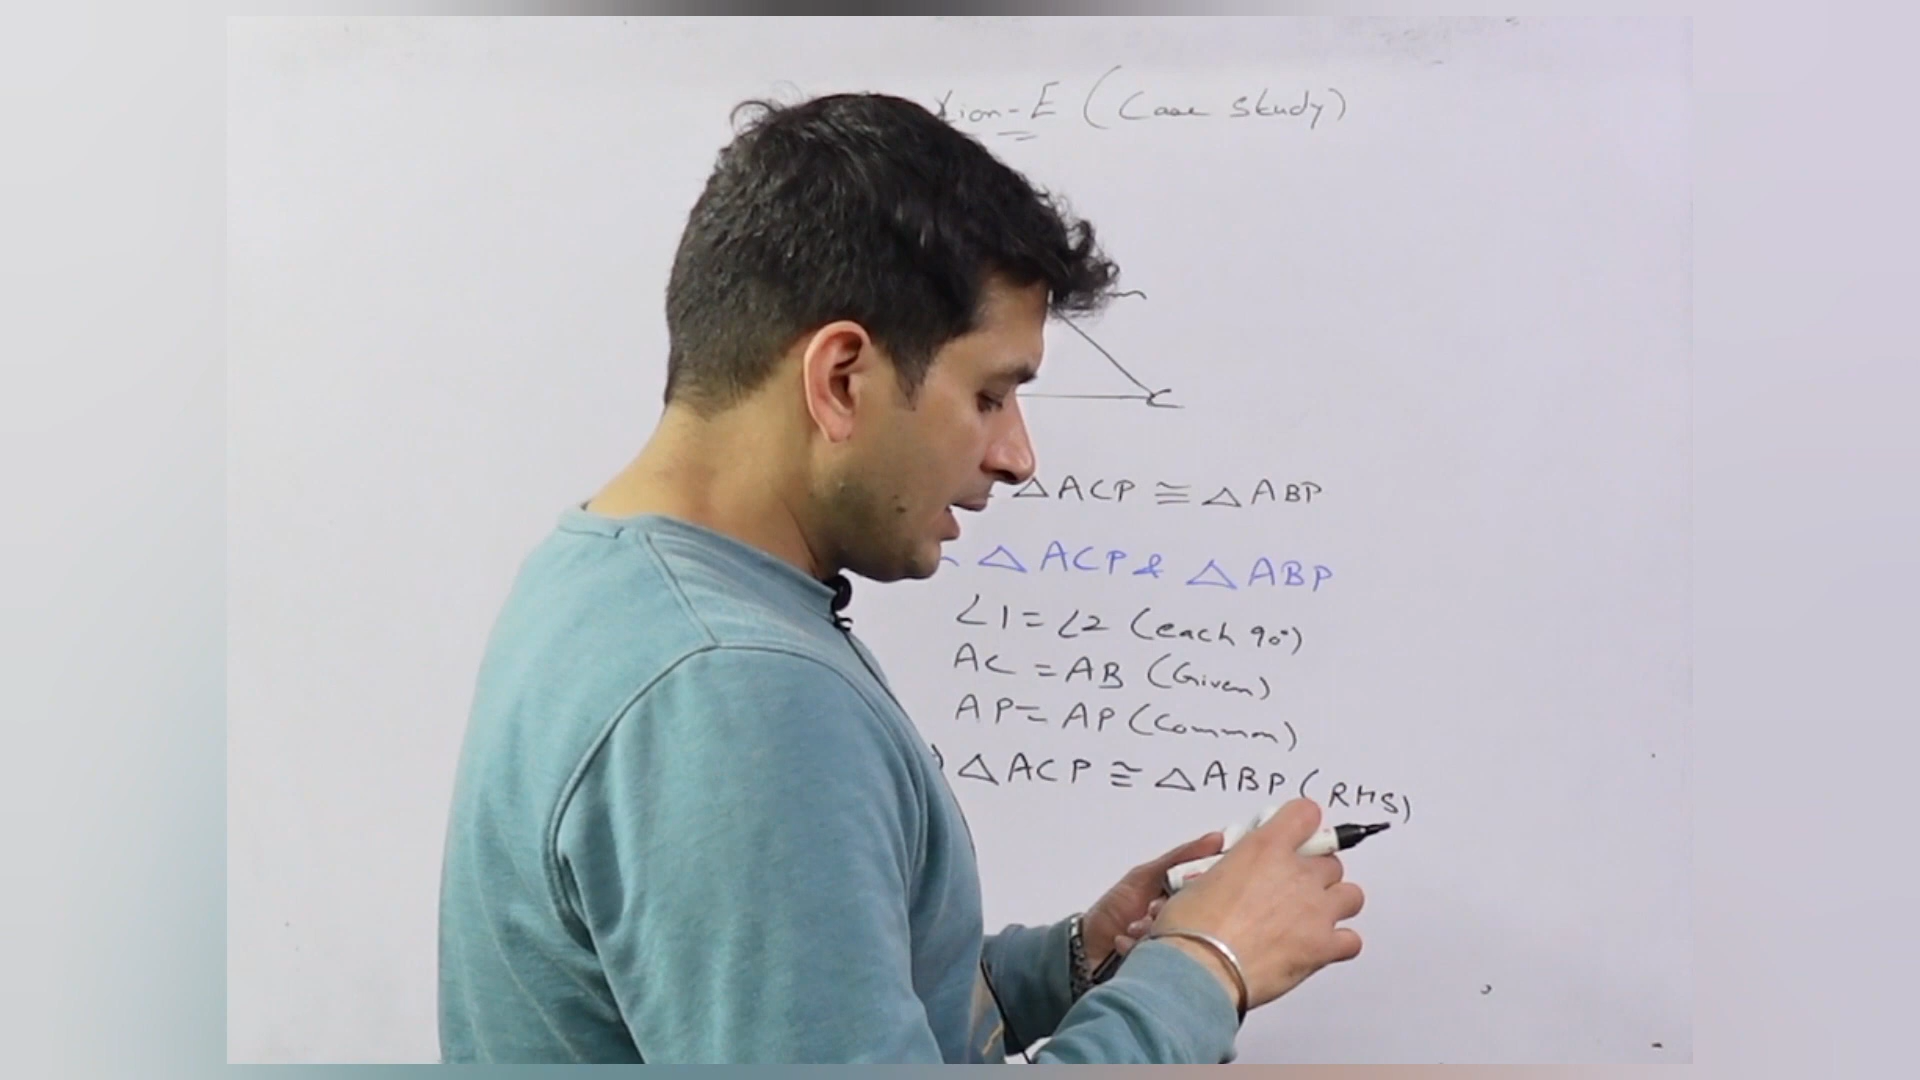 -E (Case Study)
C
△ACP ≅ △ABP
△ACP & △ABP
∠1 = ∠2 (each 90°)
AC = AB (Given)
AP = AP (Common)
△ACP ≅ △ABP (RHS)